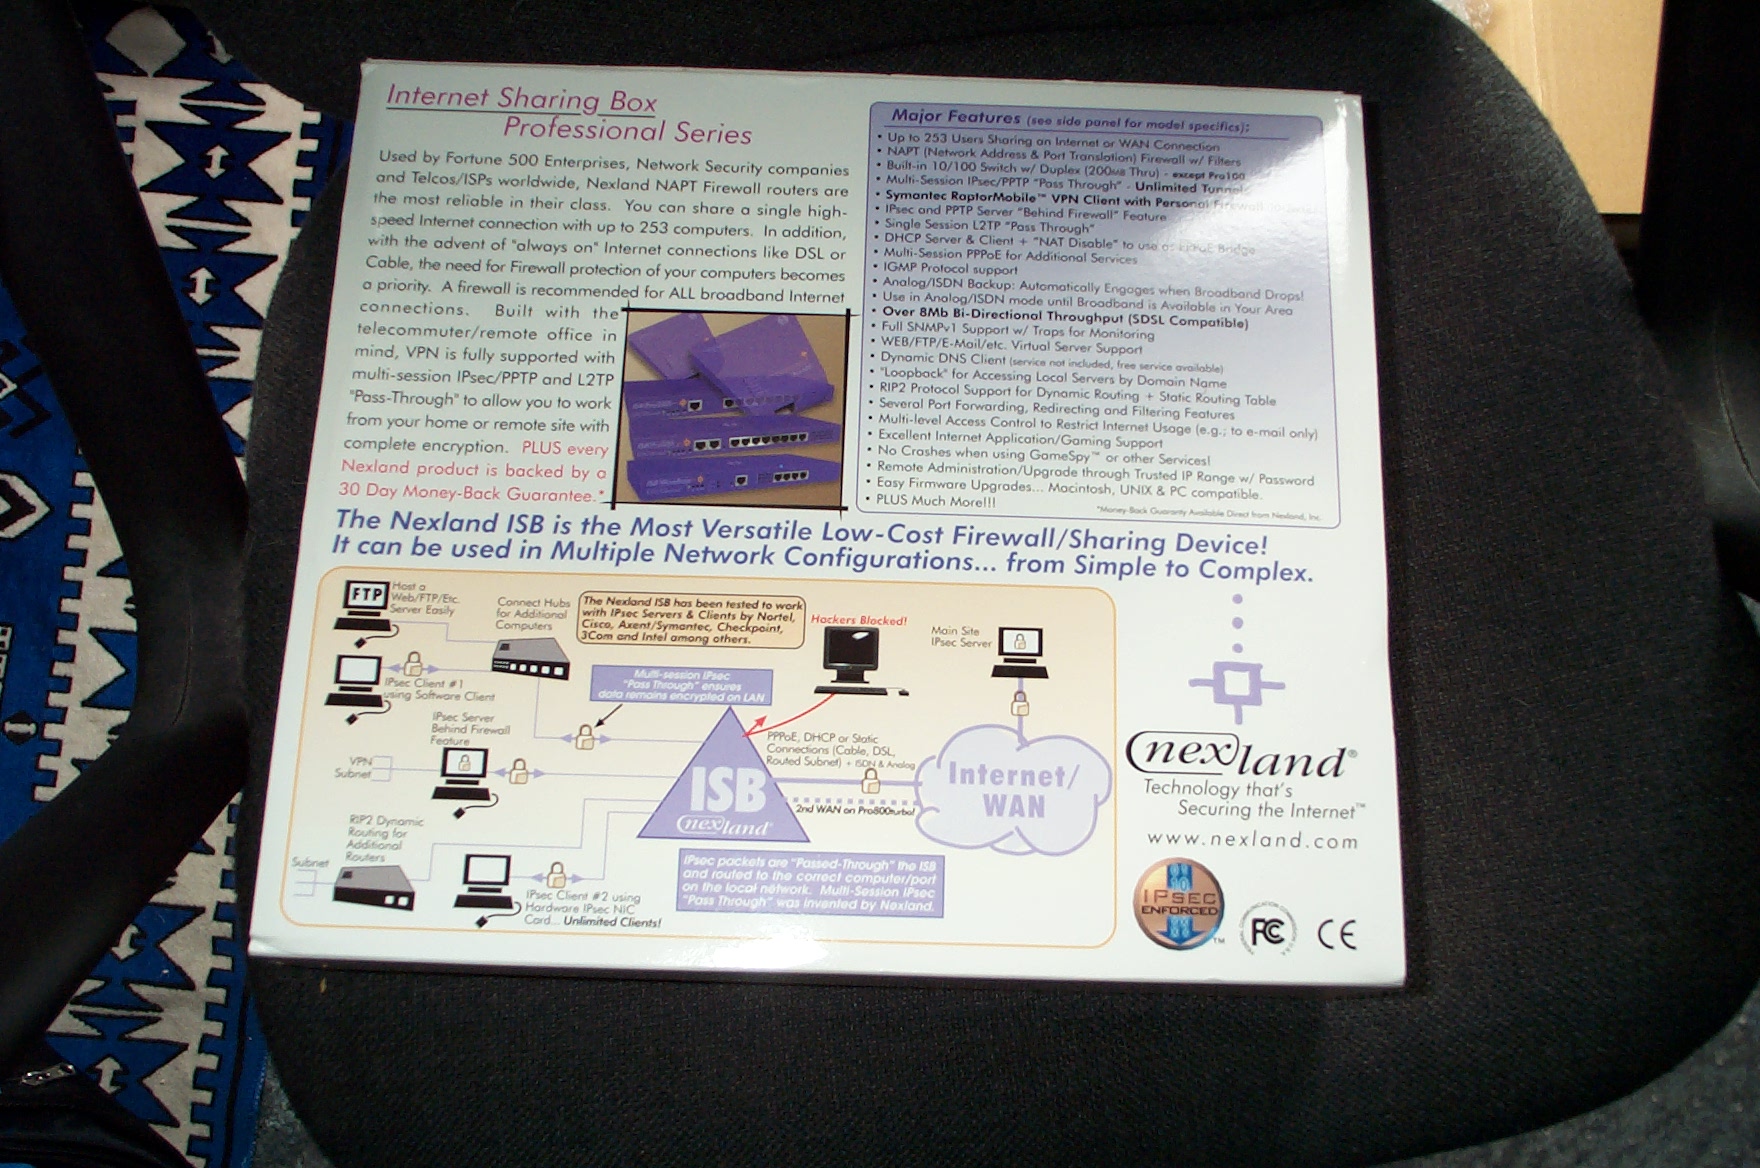 Internet Sharing Box
Professional Series
Used by Fortune 500 Enterprises, Network Security companies
and Telcos/ISPs worldwide, Nexland NAPT Firewall routers are
the most reliable in their class. You can share a single high-
speed Internet connection with up to 253 computers. In addition,
with the advent of "always on" Internet connections like DSL or
Cable, the need for Firewall protection of your computers becomes
a priority. A firewall is recommended for ALL broadband Internet
connections. Built with the
telecommuter/remote office in
mind, VPN is fully supported with
multi-session IPsec/PPTP and L2TP
"Pass-Through" to allow you to work
from your home or remote site with
complete encryption. PLUS every
Nexland product is backed by a
30 Day Money-Back Guarantee.*
Major Features (see side panel for model specifics):
• Up to 253 Users Sharing an Internet or WAN Connection
• NAPT (Network Address & Port Translation) Firewall w/ Filters
• Built-in 10/100 Switch w/ Duplex (200MB Thru) - except Pro100
• Multi-Session IPsec/PPTP "Pass Through" - Unlimited Tunnels
• Symantec RaptorMobile™ VPN Client with Personal Firewall
• IPsec and PPTP Server "Behind Firewall" Feature
• Single Session L2TP "Pass Through"
• DHCP Server & Client + "NAT Disable" to use as PPPoE Bridge
• Multi-Session PPPoE for Additional Services
• IGMP Protocol support
• Analog/ISDN Backup: Automatically Engages when Broadband Drops!
• Use in Analog/ISDN mode until Broadband is Available in Your Area
• Over 8Mb Bi-Directional Throughput (SDSL Compatible)
• Full SNMPv1 Support w/ Traps for Monitoring
• WEB/FTP/E-Mail/etc. Virtual Server Support
• Dynamic DNS Client (service not included, free service available)
• "Loopback" for Accessing Local Servers by Domain Name
• RIP2 Protocol Support for Dynamic Routing + Static Routing Table
• Several Port Forwarding, Redirecting and Filtering Features
• Multi-level Access Control to Restrict Internet Usage (e.g.; to e-mail only)
• Excellent Internet Application/Gaming Support
• No Crashes when using GameSpy™ or other Services!
• Remote Administration/Upgrade through Trusted IP Range w/ Password
• Easy Firmware Upgrades... Macintosh, UNIX & PC compatible.
• PLUS Much More!!!
*Money-Back Guaranty Available Direct from Nexland, Inc.
The Nexland ISB is the Most Versatile Low-Cost Firewall/Sharing Device!
It can be used in Multiple Network Configurations... from Simple to Complex.
FTP
Host a
Web/FTP/Etc.
Server Easily
Connect Hubs
for Additional
Computers
The Nexland ISB has been tested to work
with IPsec Servers & Clients by Nortel,
Cisco, Axent/Symantec, Checkpoint,
3Com and Intel among others.
Hackers Blocked!
Main Site
IPsec Server
IPsec Client #1
using Software Client
Multi-session IPsec
"Pass Through" ensures
data remains encrypted on LAN
IPsec Server
Behind Firewall
Feature
VPN
Subnet
PPPoE, DHCP or Static
Connections (Cable, DSL,
Routed Subnet) + ISDN & Analog
ISB
nexland®
2nd WAN on Pro800turbo!
Internet/
WAN
RIP2 Dynamic
Routing for
Additional
Routers
Subnet
IPsec Client #2 using
Hardware IPsec NIC
Card... Unlimited Clients!
IPsec packets are "Passed-Through" the ISB
and routed to the correct computer/port
on the local network. Multi-Session IPsec
"Pass Through" was invented by Nexland.
nexland®
Technology that's
Securing the Internet™
www.nexland.com
IPSEC
ENFORCED
™
FC
CE